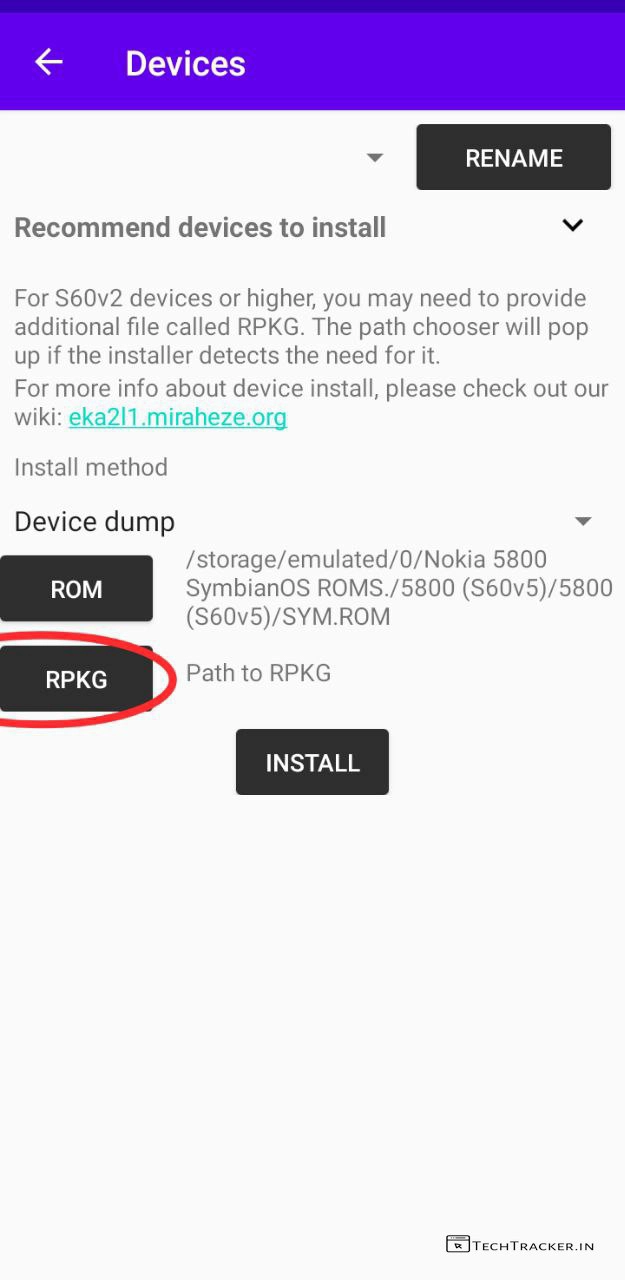 Devices
RENAME
Recommend devices to install
For S60v2 devices or higher, you may need to provide
additional file called RPKG. The path chooser will pop
up if the installer detects the need for it.
For more info about device install, please check out our
wiki: eka2l1.miraheze.org
Install method
Device dump
/storage/emulated/0/Nokia 5800
SymbianOS ROMS./5800 (S60v5)/5800
(S60v5)/SYM.ROM
ROM
RPKG
Path to RPKG
INSTALL
TECHTRACKER.IN